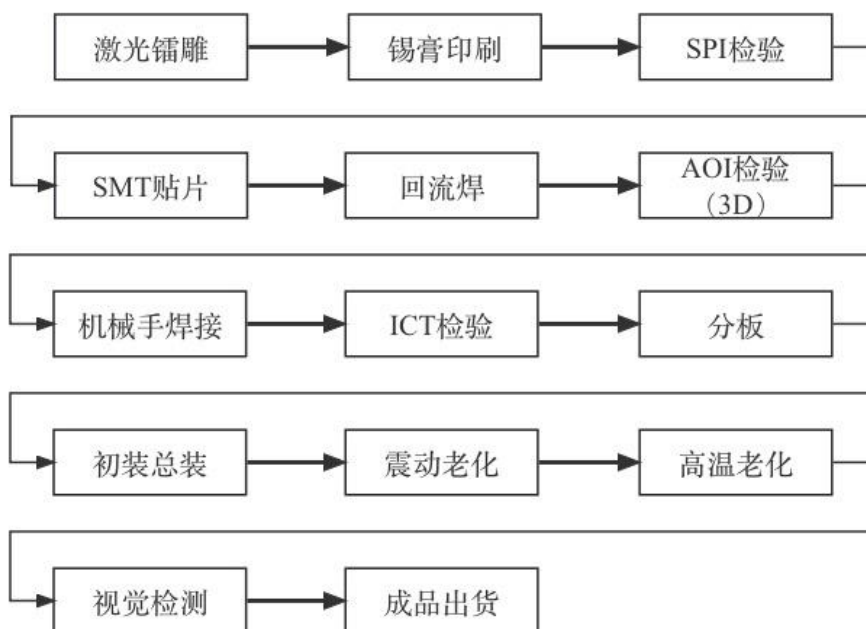 激光镭雕
锡膏印刷
SPI检验
SMT贴片
回流焊
AOI检验
（3D）
机械手焊接
ICT检验
分板
初装总装
震动老化
高温老化
视觉检测
成品出货